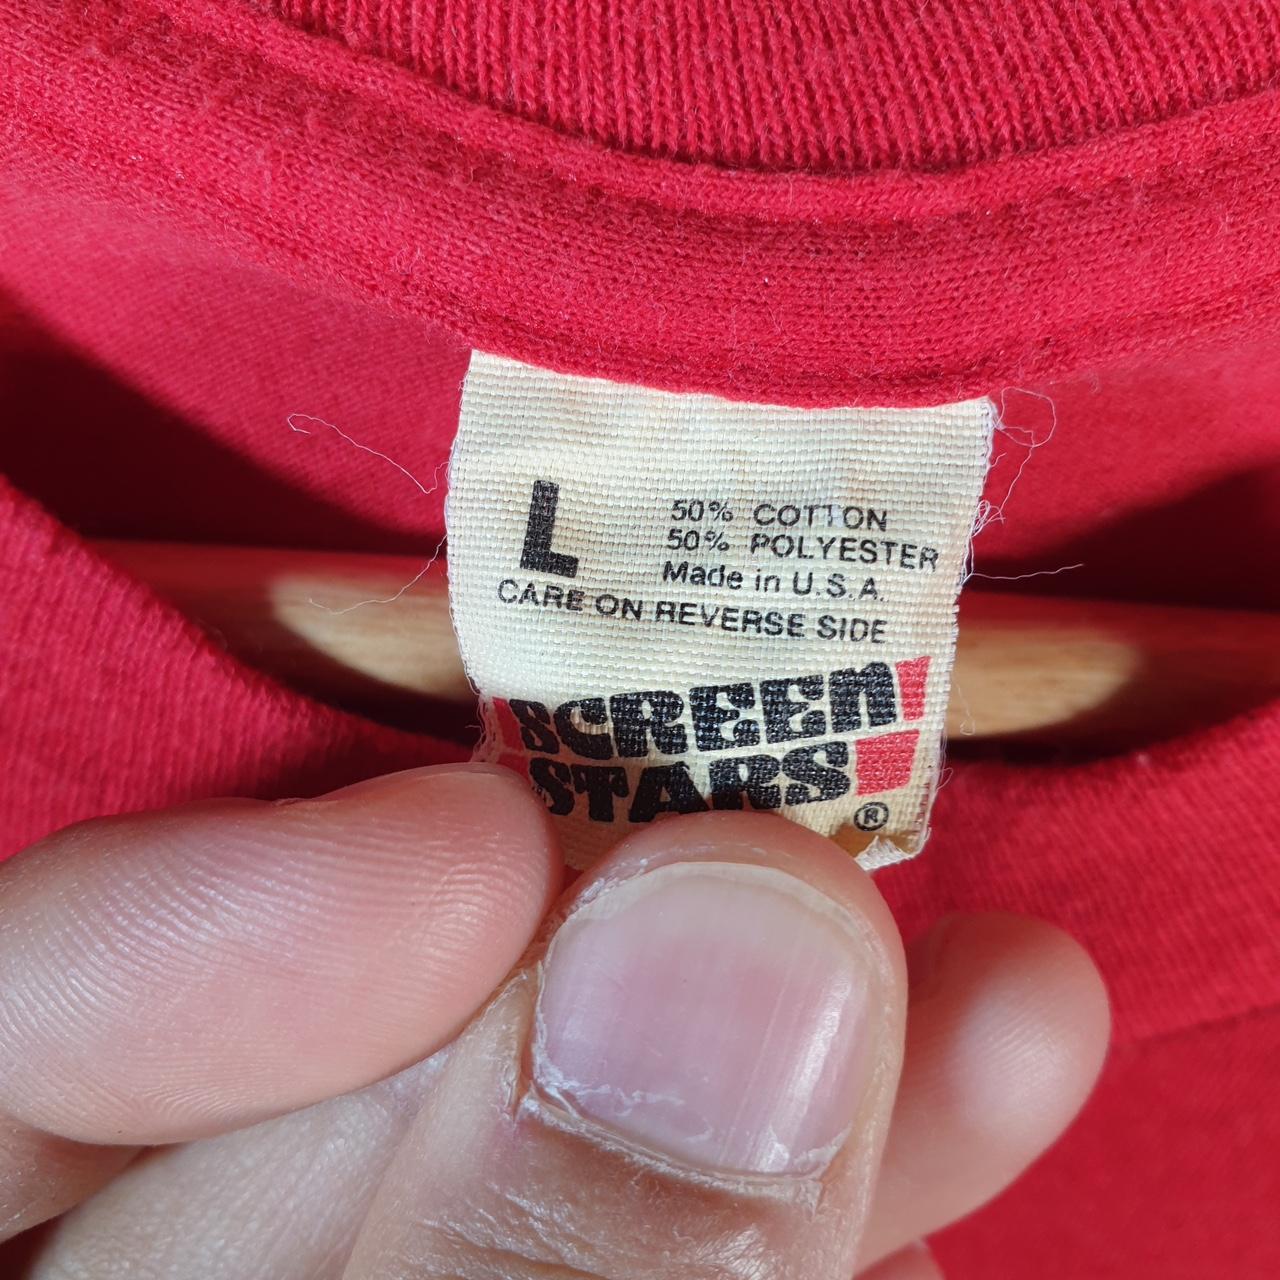 L
50% COTTON
50% POLYESTER
Made in U.S.A.
CARE ON REVERSE SIDE
SCREEN
STARS
®